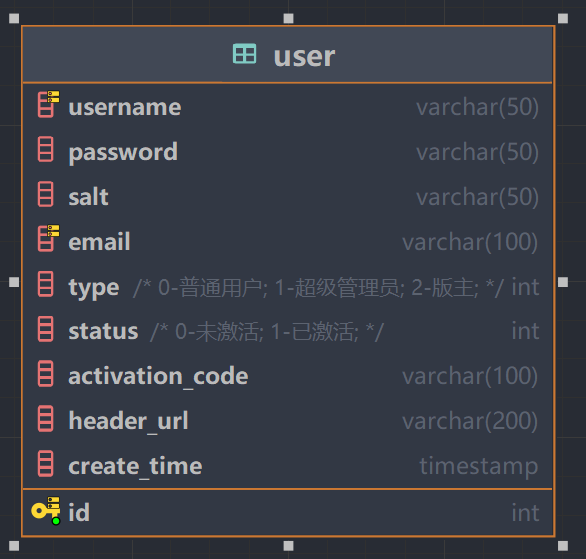 user
username varchar(50)
password varchar(50)
salt varchar(50)
email varchar(100)
type /* 0-普通用户; 1-超级管理员; 2-版主; */ int
status /* 0-未激活; 1-已激活; */ int
activation_code varchar(100)
header_url varchar(200)
create_time timestamp
id int